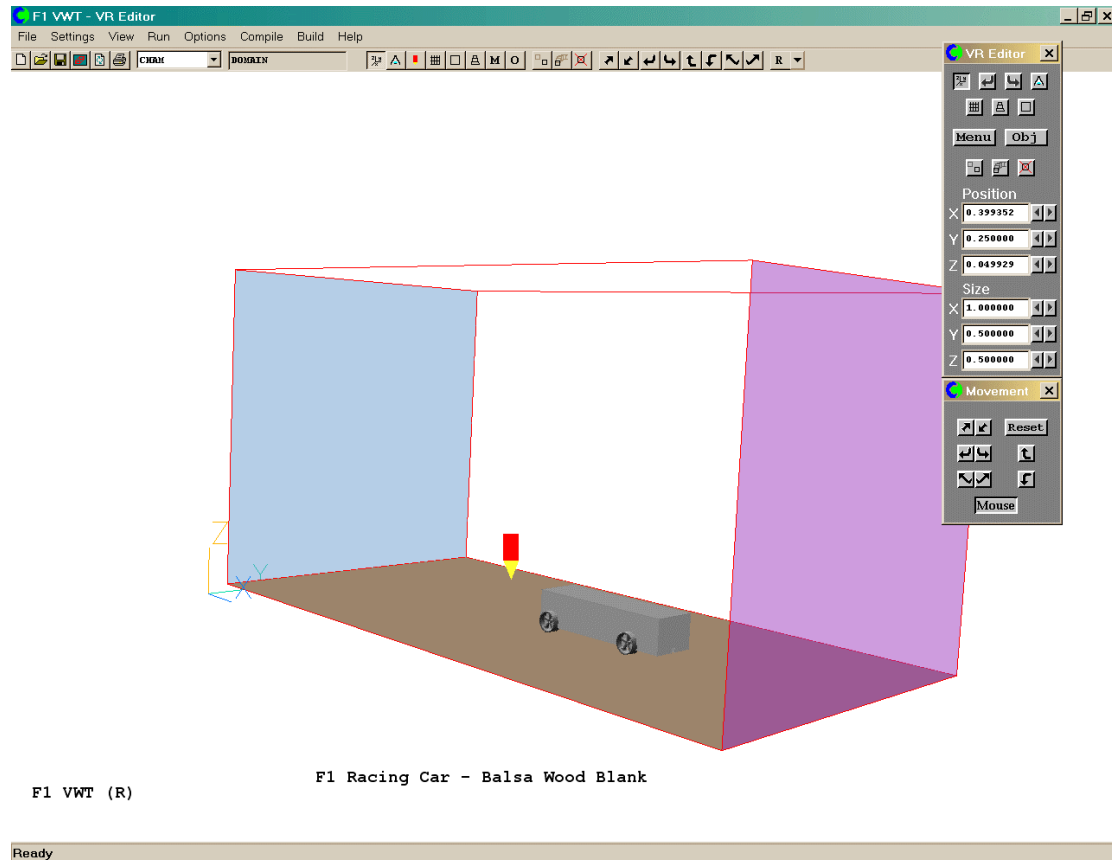 F1 VWT - VR Editor
File Settings View Run Options Compile Build Help
CHAM DOMAIN M O R
VR Editor
Menu Obj
Position
X 0.399352
Y 0.250000
Z 0.049929
Size
X 1.000000
Y 0.500000
Z 0.500000
Movement
Reset
Mouse
Z
Y
X
F1 Racing Car - Balsa Wood Blank
F1 VWT (R)
Ready